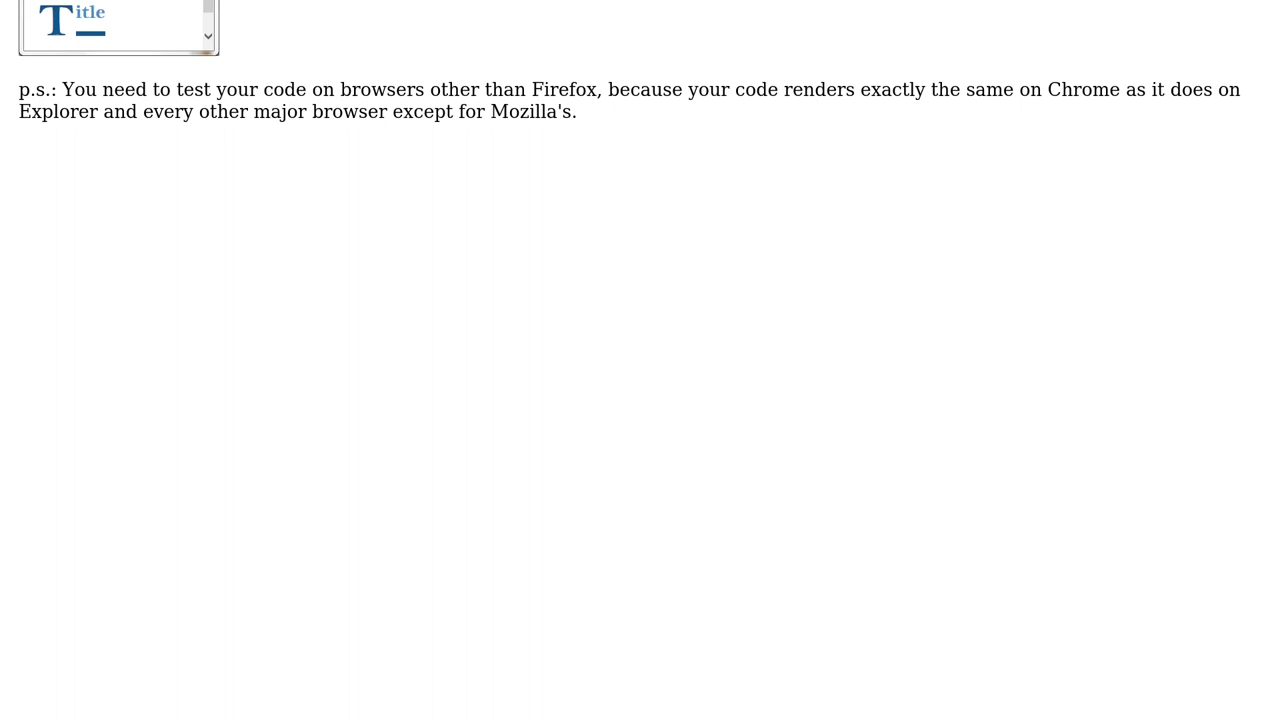 Title
p.s.: You need to test your code on browsers other than Firefox, because your code renders exactly the same on Chrome as it does on
Explorer and every other major browser except for Mozilla's.